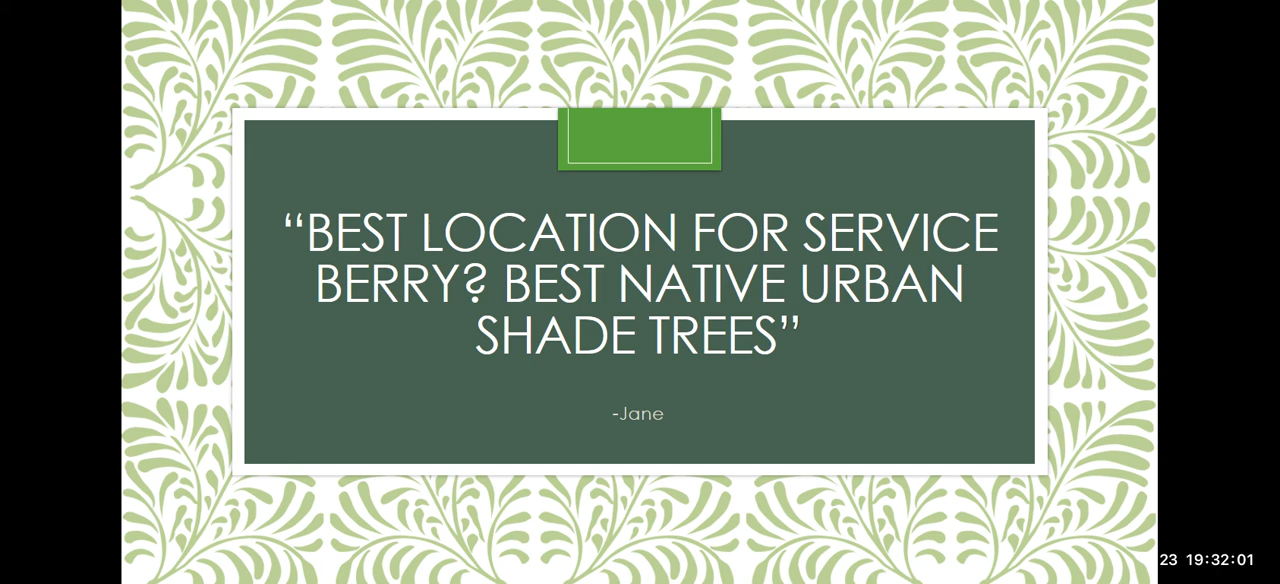 “BEST LOCATION FOR SERVICE
BERRY? BEST NATIVE URBAN
SHADE TREES”
-Jane
23 19:32:01